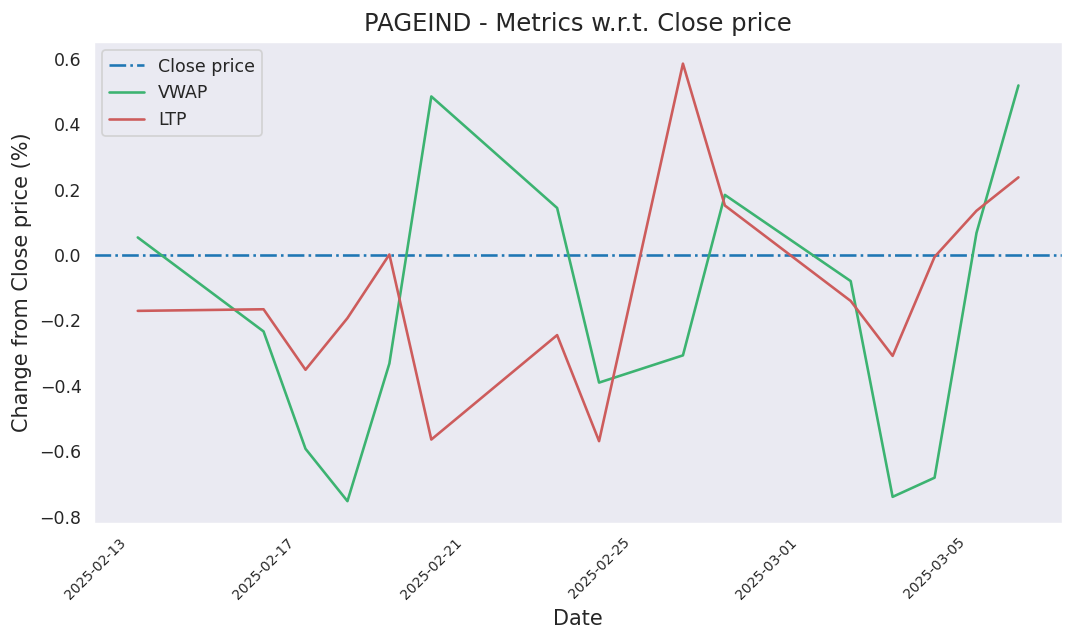 PAGEIND - Metrics w.r.t. Close price
Close price
VWAP
LTP
Change from Close price (%)
0.6
0.4
0.2
0.0
−0.2
−0.4
−0.6
−0.8
2025-02-13
2025-02-17
2025-02-21
2025-02-25
2025-03-01
2025-03-05
Date